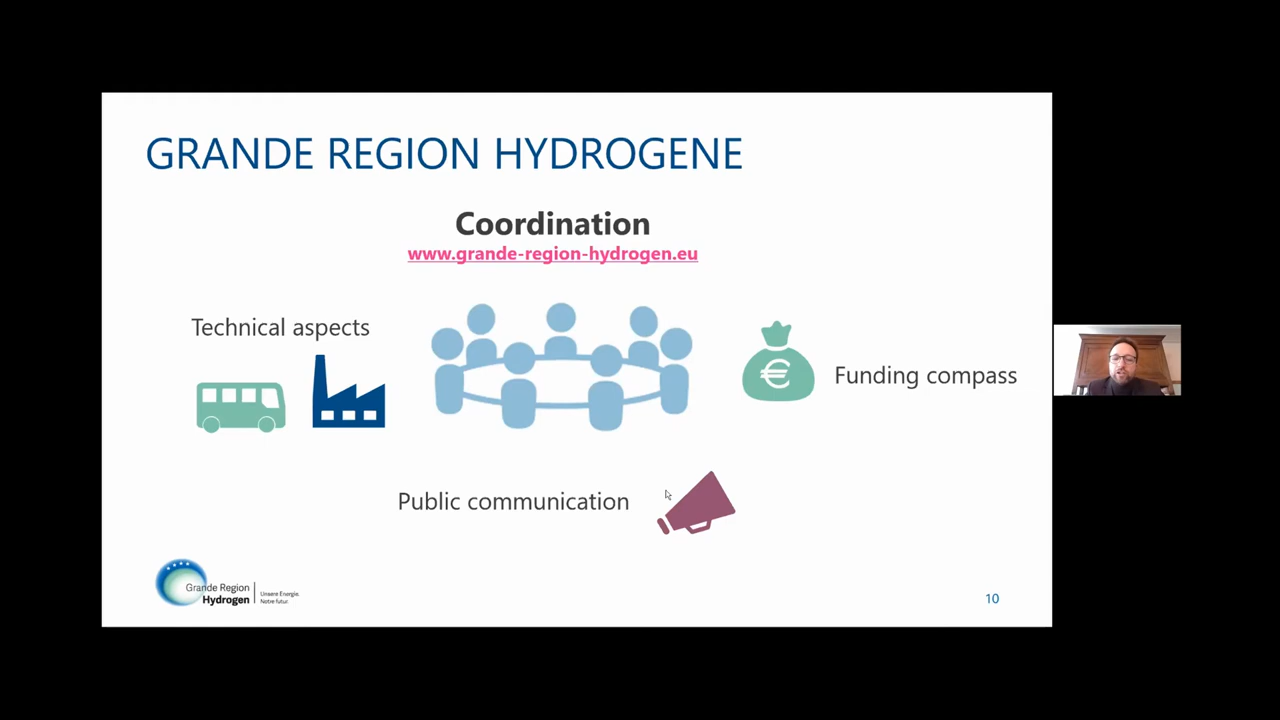 GRANDE REGION HYDROGENE
Coordination
www.grande-region-hydrogen.eu
Technical aspects
€
Funding compass
Public communication
Grande Region
Hydrogen
Unsere Energie.
Notre futur.
10